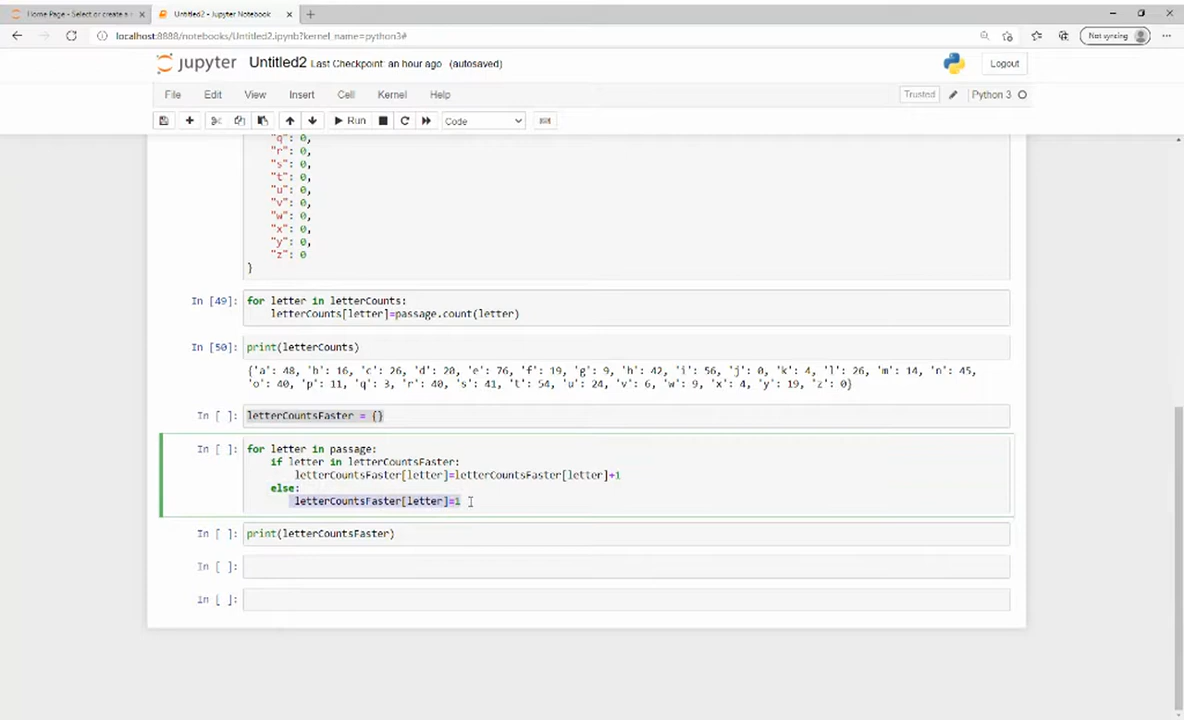 Home Page - Select or create a
Untitled2 - Jupyter Notebook
localhost:8888/notebooks/Untitled2.ipynb?kernel_name=python3#
Not syncing
jupyter Untitled2 Last Checkpoint: an hour ago (autosaved)
Logout
File Edit View Insert Cell Kernel Help
Trusted
Python 3
Run
Code
"q": 0,
"r": 0,
"s": 0,
"t": 0,
"u": 0,
"v": 0,
"w": 0,
"x": 0,
"y": 0,
"z": 0
}
In [49]: for letter in letterCounts:
letterCounts[letter]=passage.count(letter)
In [50]: print(letterCounts)
{'a': 48, 'b': 16, 'c': 26, 'd': 20, 'e': 76, 'f': 19, 'g': 9, 'h': 42, 'i': 56, 'j': 0, 'k': 4, 'l': 26, 'm': 14, 'n': 45,
'o': 40, 'p': 11, 'q': 3, 'r': 40, 's': 41, 't': 54, 'u': 24, 'v': 6, 'w': 9, 'x': 4, 'y': 19, 'z': 0}
In [ ]: letterCountsFaster = {}
In [ ]: for letter in passage:
if letter in letterCountsFaster:
letterCountsFaster[letter]=letterCountsFaster[letter]+1
else:
letterCountsFaster[letter]=1
In [ ]: print(letterCountsFaster)
In [ ]:
In [ ]: